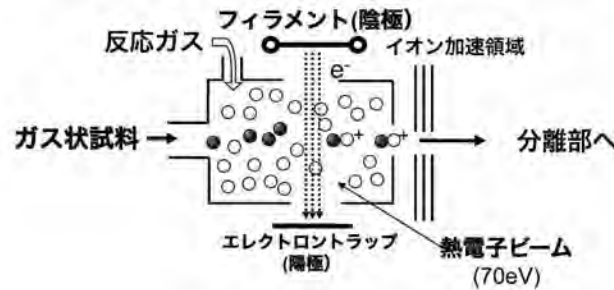 フィラメント(陰極)
反応ガス
イオン加速領域
e⁻
ガス状試料
+
+
分離部へ
エレクトロントラップ
(陽極)
熱電子ビーム
(70eV)